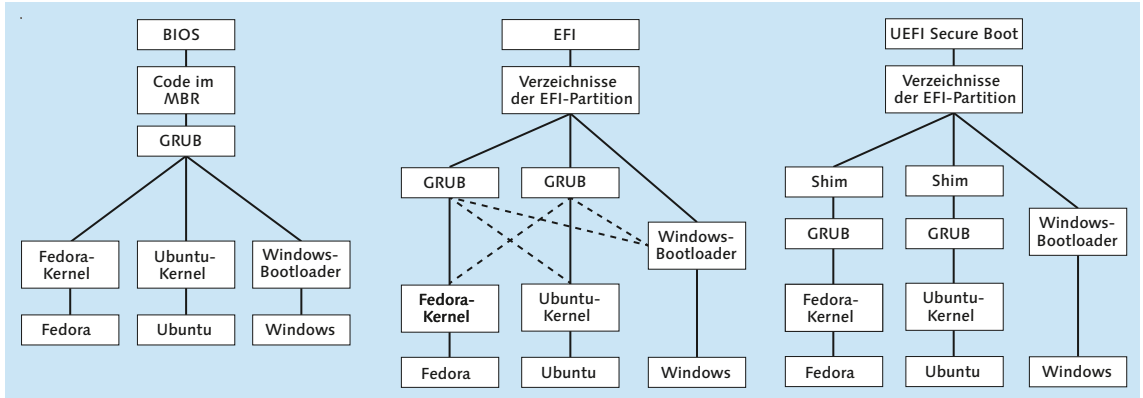 BIOS
Code im
MBR
GRUB
Fedora-
Kernel
Ubuntu-
Kernel
Windows-
Bootloader
Fedora
Ubuntu
Windows
EFI
Verzeichnisse
der EFI-Partition
GRUB
GRUB
Windows-
Bootloader
Fedora-
Kernel
Ubuntu-
Kernel
Fedora
Ubuntu
Windows
UEFI Secure Boot
Verzeichnisse
der EFI-Partition
Shim
Shim
GRUB
GRUB
Windows-
Bootloader
Fedora-
Kernel
Ubuntu-
Kernel
Fedora
Ubuntu
Windows